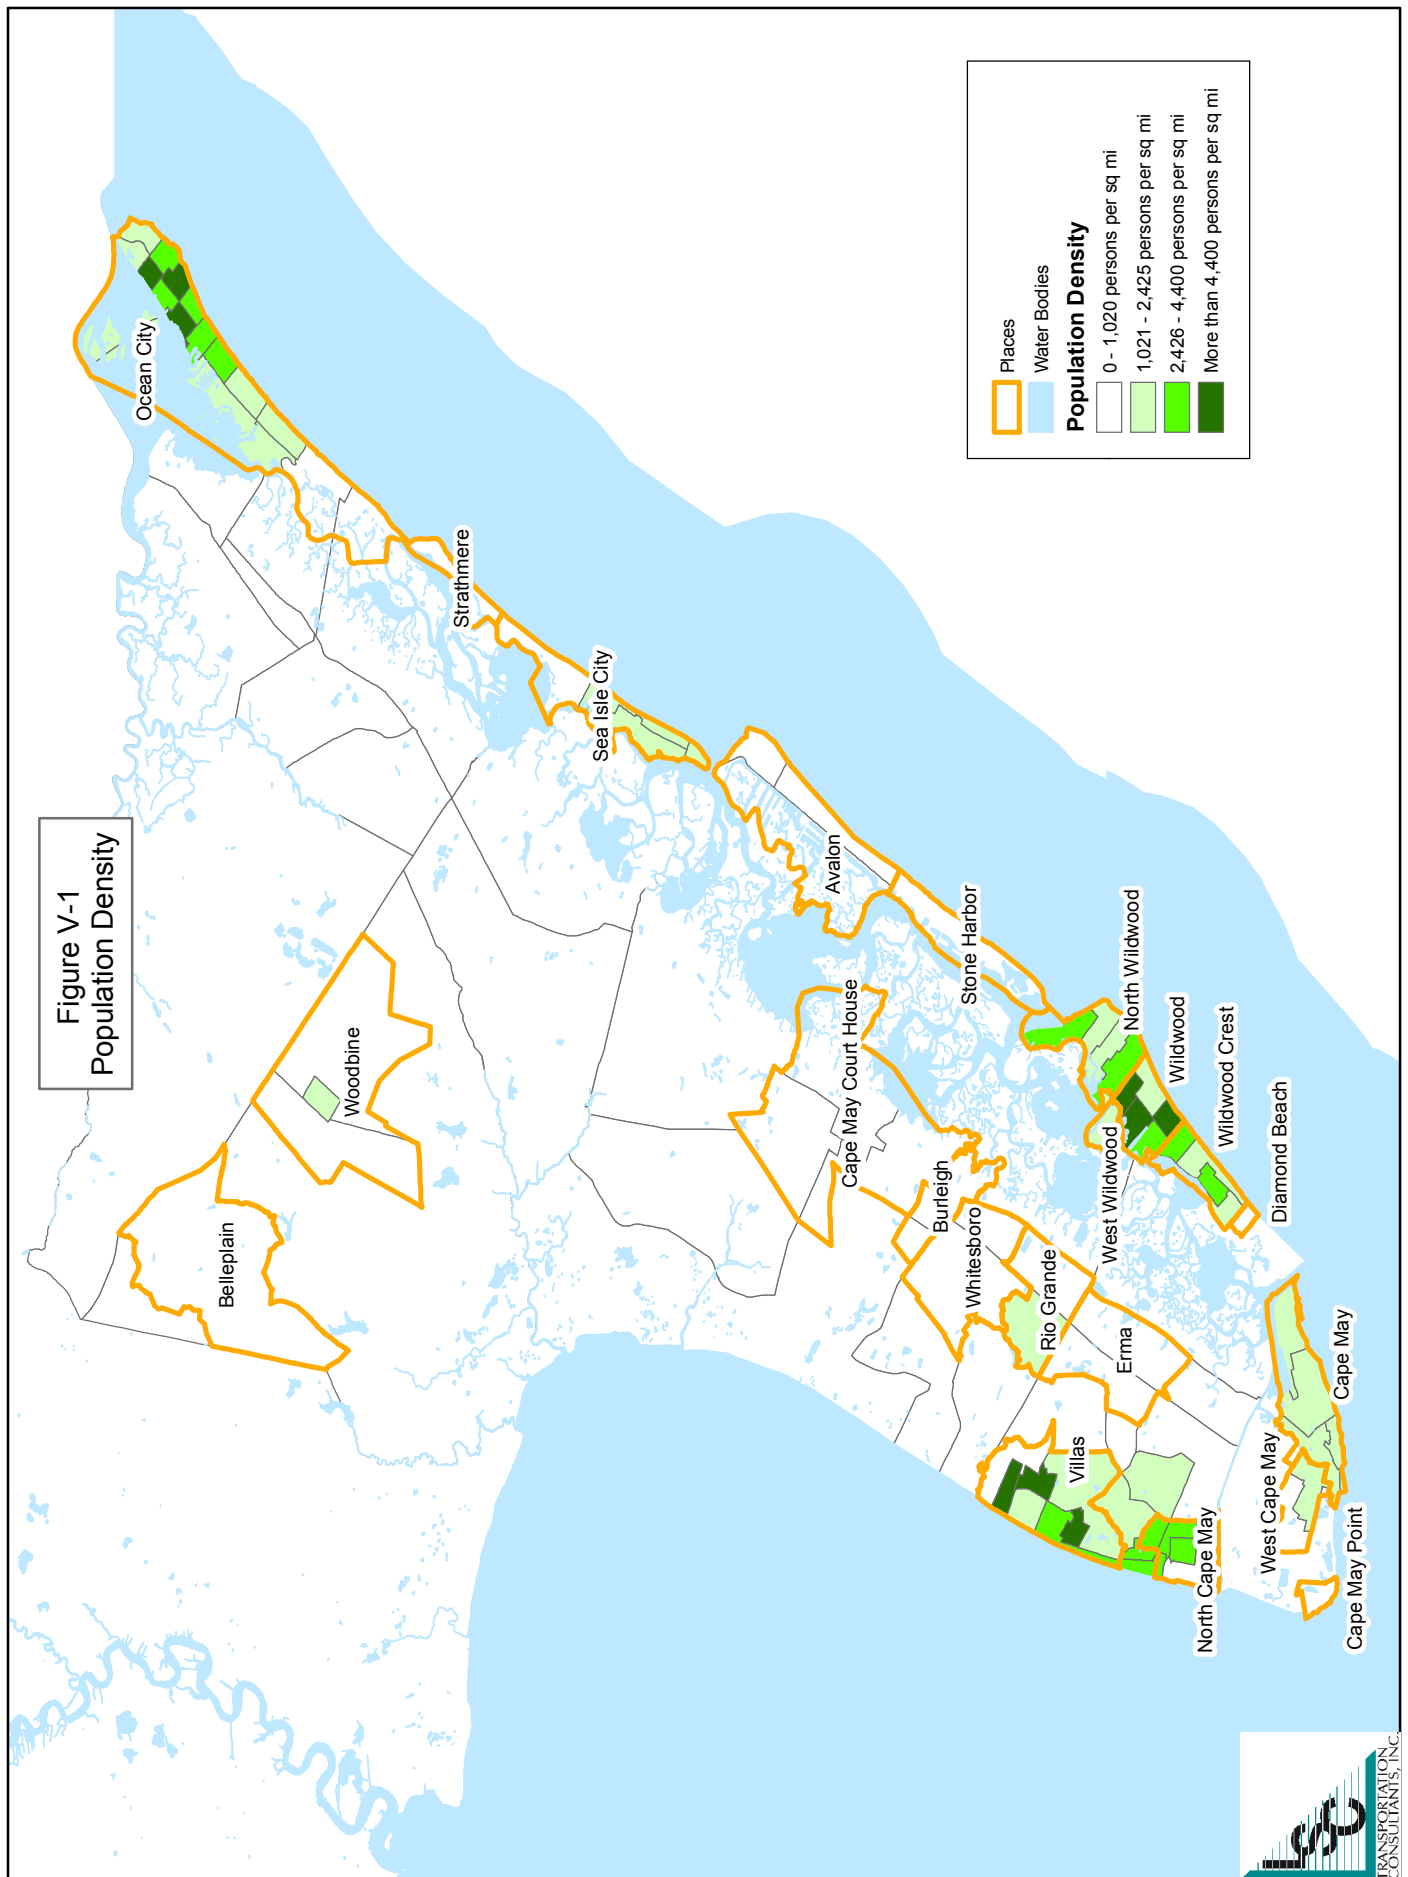 Figure V-1
Population Density
Ocean City
Strathmere
Sea Isle City
Avalon
Stone Harbor
North Wildwood
Wildwood
Wildwood Crest
Diamond Beach
West Wildwood
Cape May Court House
Burleigh
Whitesboro
Rio Grande
Erma
Villas
North Cape May
West Cape May
Cape May
Cape May Point
Woodbine
Belleplain
Places
Water Bodies
Population Density
0 - 1,020 persons per sq mi
1,021 - 2,425 persons per sq mi
2,426 - 4,400 persons per sq mi
More than 4,400 persons per sq mi
LSC
TRANSPORTATION
CONSULTANTS, INC.